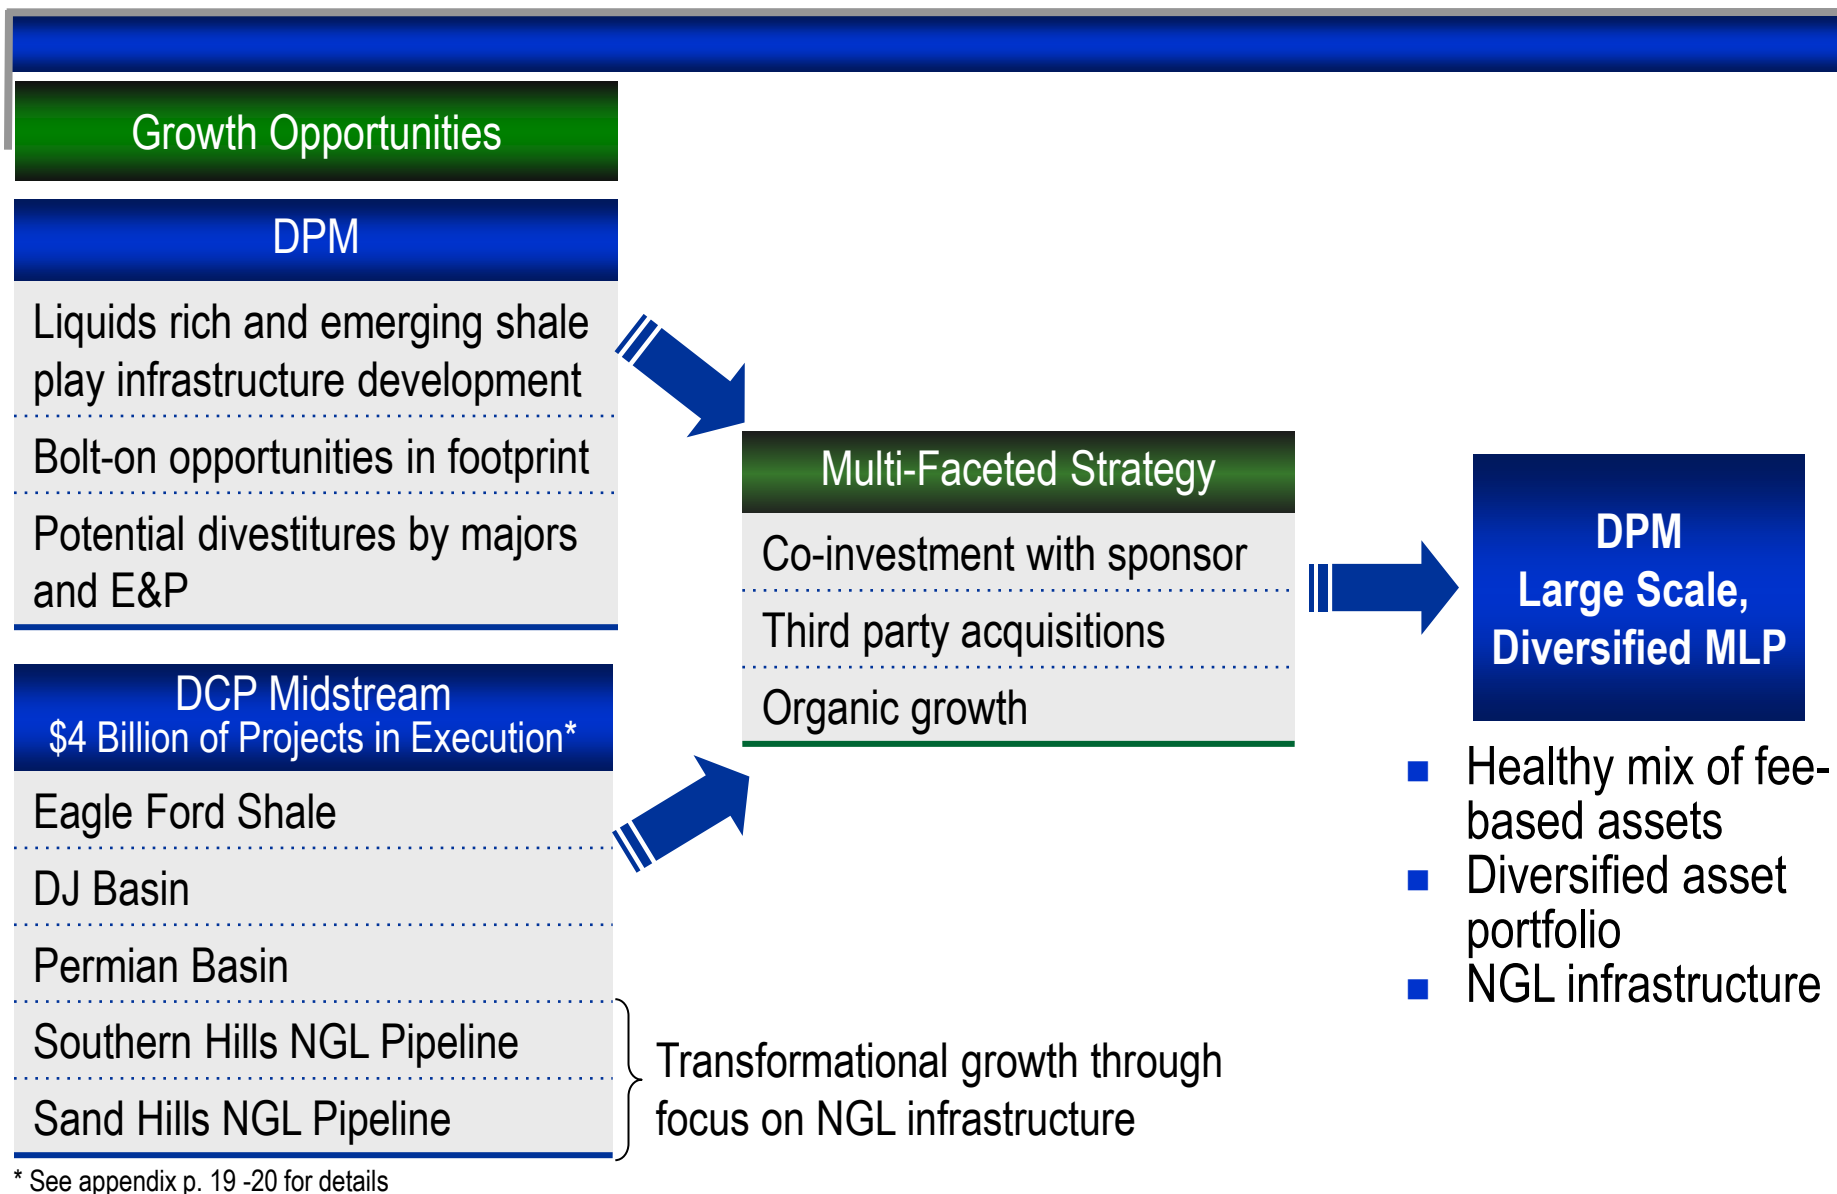 Growth Opportunities
DPM
Liquids rich and emerging shale
play infrastructure development
Bolt-on opportunities in footprint
Potential divestitures by majors
and E&P
DCP Midstream
$4 Billion of Projects in Execution*
Eagle Ford Shale
DJ Basin
Permian Basin
Southern Hills NGL Pipeline
Sand Hills NGL Pipeline
Transformational growth through
focus on NGL infrastructure
* See appendix p. 19 -20 for details
Multi-Faceted Strategy
Co-investment with sponsor
Third party acquisitions
Organic growth
DPM
Large Scale,
Diversified MLP
Healthy mix of fee-
based assets
Diversified asset
portfolio
NGL infrastructure